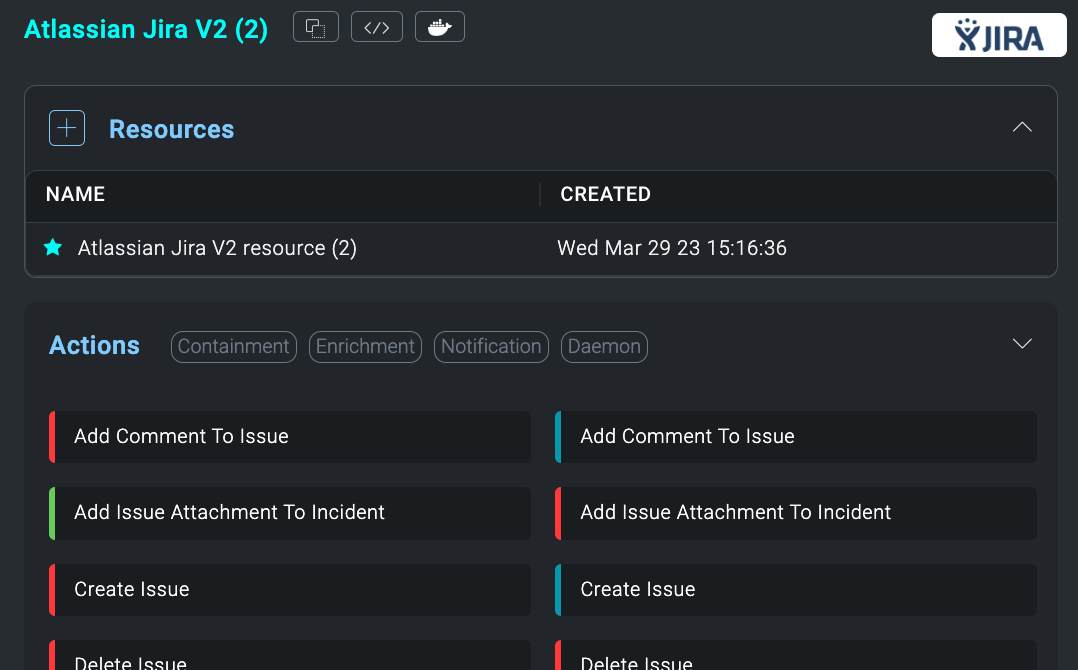 Atlassian Jira V2 (2)
JIRA
Resources
NAME
CREATED
Atlassian Jira V2 resource (2)
Wed Mar 29 23 15:16:36
Actions
Containment
Enrichment
Notification
Daemon
Add Comment To Issue
Add Comment To Issue
Add Issue Attachment To Incident
Add Issue Attachment To Incident
Create Issue
Create Issue
Delete Issue
Delete Issue